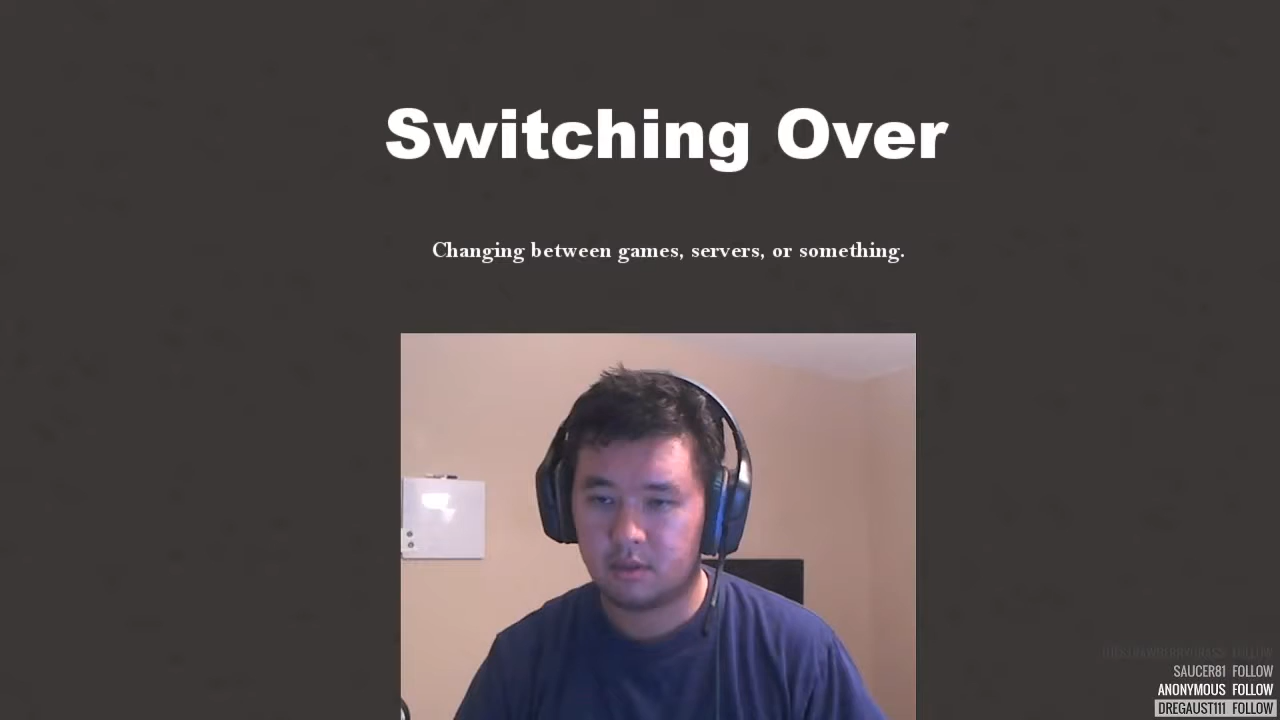 Switching Over
Changing between games, servers, or something.
SAUCER81 FOLLOW
ANONYMOUS FOLLOW
DREGAUST111 FOLLOW